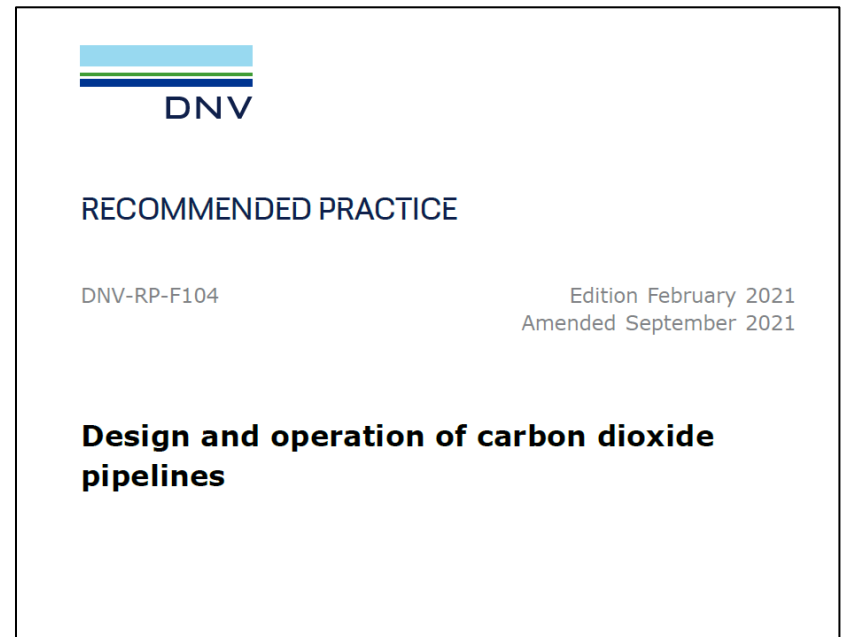 DNV
RECOMMENDED PRACTICE
DNV-RP-F104 Edition February 2021
Amended September 2021
Design and operation of carbon dioxide
pipelines